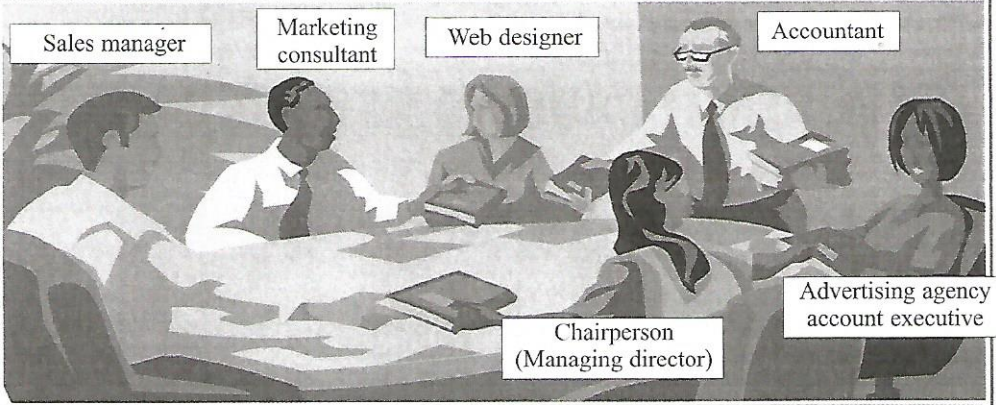 Sales manager
Marketing
consultant
Web designer
Accountant
Chairperson
(Managing director)
Advertising agency
account executive